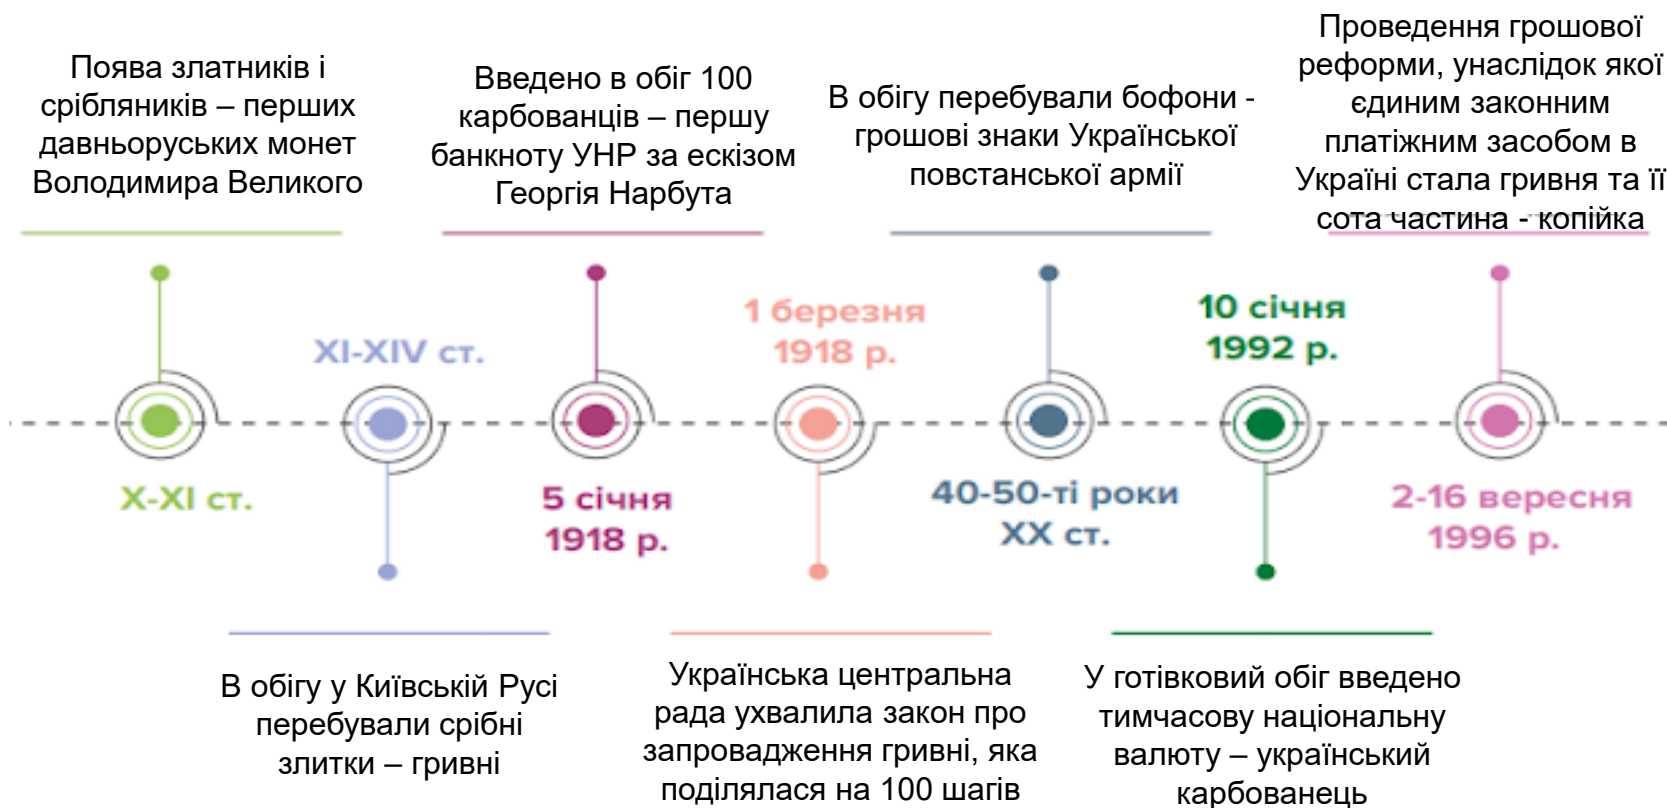 Поява златників і
срібляників – перших
давньоруських монет
Володимира Великого
X-XI ст.
XI-XIV ст.
В обігу у Київській Русі
перебували срібні
злитки – гривні
Введено в обіг 100
карбованців – першу
банкноту УНР за ескізом
Георгія Нарбута
5 січня
1918 р.
1 березня
1918 р.
Українська центральна
рада ухвалила закон про
запровадження гривні, яка
поділялася на 100 шагів
В обігу перебували бофони -
грошові знаки Української
повстанської армії
40-50-ті роки
XX ст.
10 січня
1992 р.
У готівковий обіг введено
тимчасову національну
валюту – український
карбованець
Проведення грошової
реформи, унаслідок якої
єдиним законним
платіжним засобом в
Україні стала гривня та її
сота частина - копійка
2-16 вересня
1996 р.